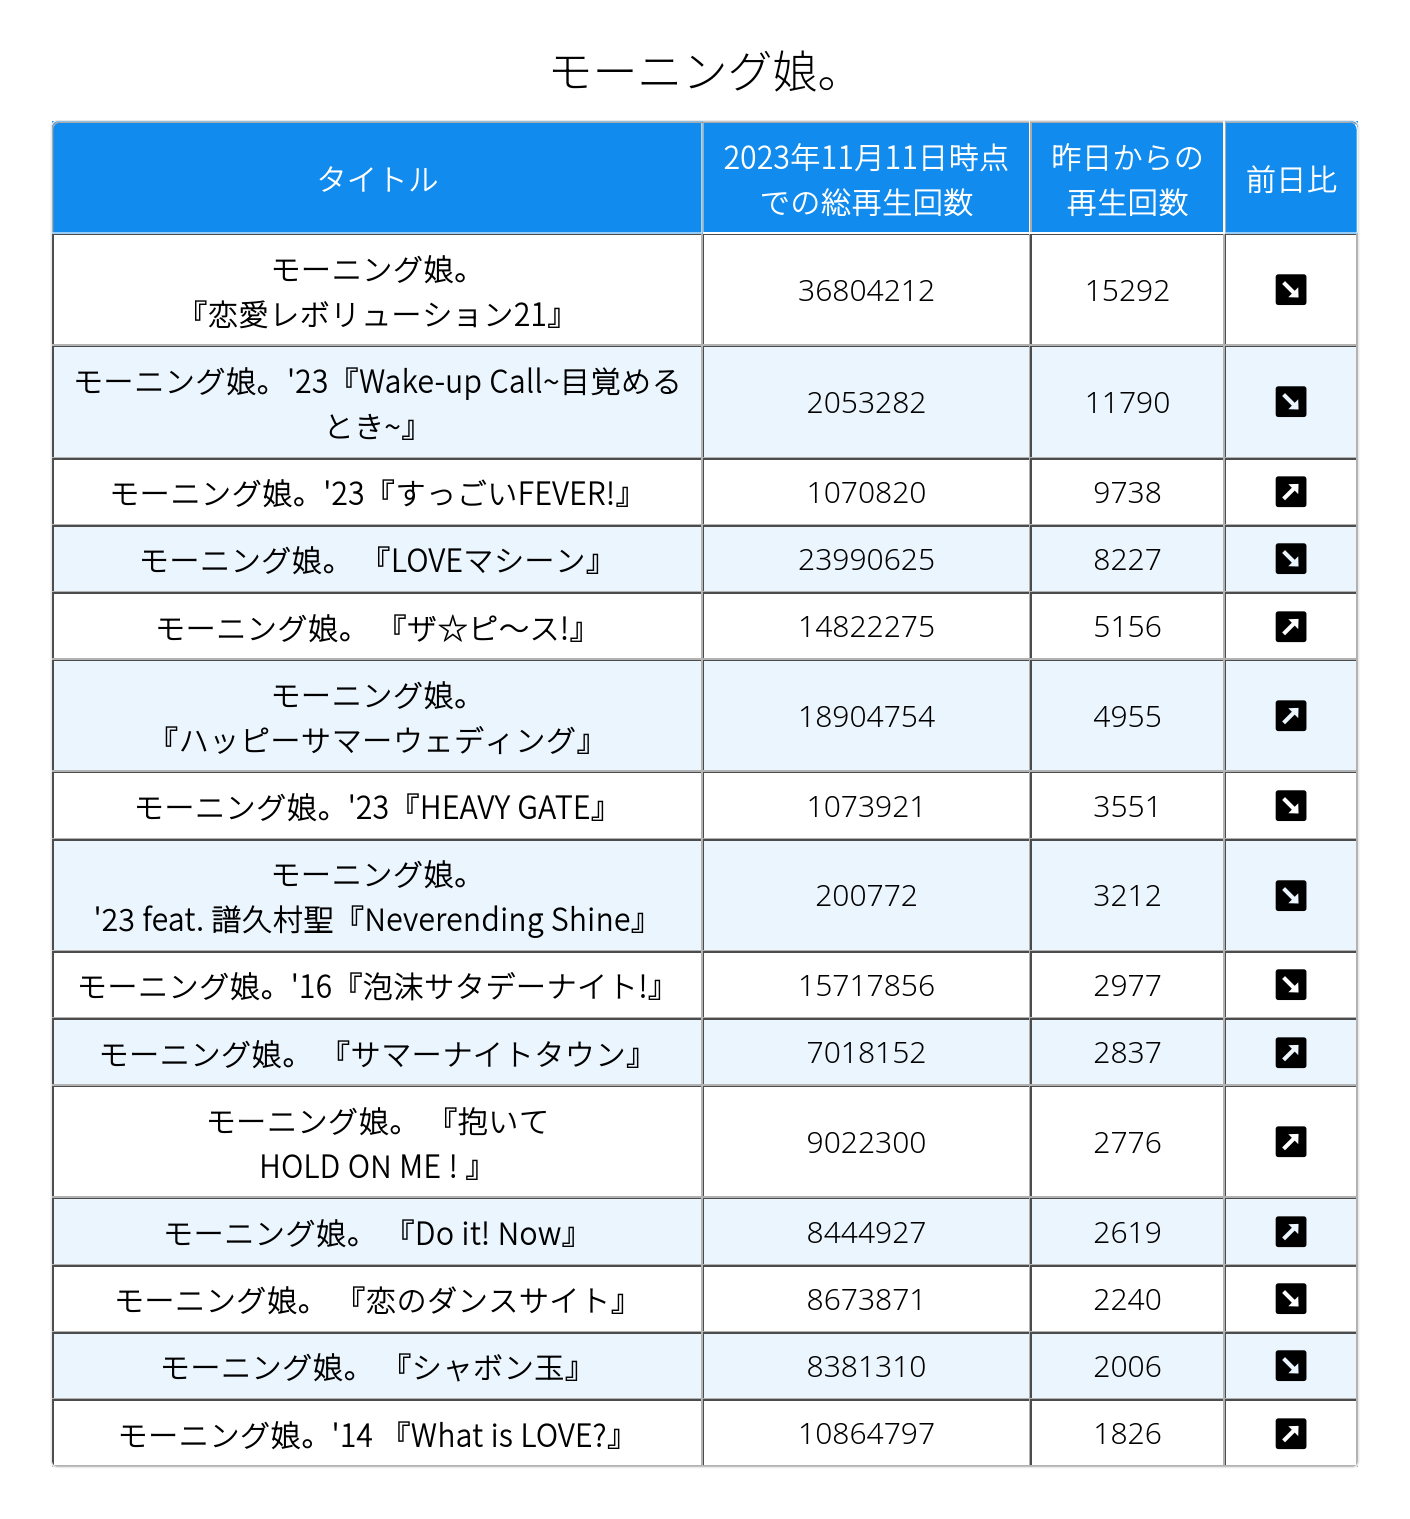 モーニング娘。
タイトル
2023年11月11日時点
での総再生回数
昨日からの
再生回数
前日比
モーニング娘。
『恋愛レボリューション21』
36804212
15292
モーニング娘。'23『Wake-up Call~目覚める
とき~』
2053282
11790
モーニング娘。'23『すっごいFEVER!』
1070820
9738
モーニング娘。 『LOVEマシーン』
23990625
8227
モーニング娘。 『ザ☆ピ〜ス!』
14822275
5156
モーニング娘。
『ハッピーサマーウェディング』
18904754
4955
モーニング娘。'23『HEAVY GATE』
1073921
3551
モーニング娘。
'23 feat. 譜久村聖『Neverending Shine』
200772
3212
モーニング娘。'16『泡沫サタデーナイト!』
15717856
2977
モーニング娘。 『サマーナイトタウン』
7018152
2837
モーニング娘。 『抱いて
HOLD ON ME ! 』
9022300
2776
モーニング娘。 『Do it! Now』
8444927
2619
モーニング娘。 『恋のダンスサイト』
8673871
2240
モーニング娘。 『シャボン玉』
8381310
2006
モーニング娘。'14 『What is LOVE?』
10864797
1826